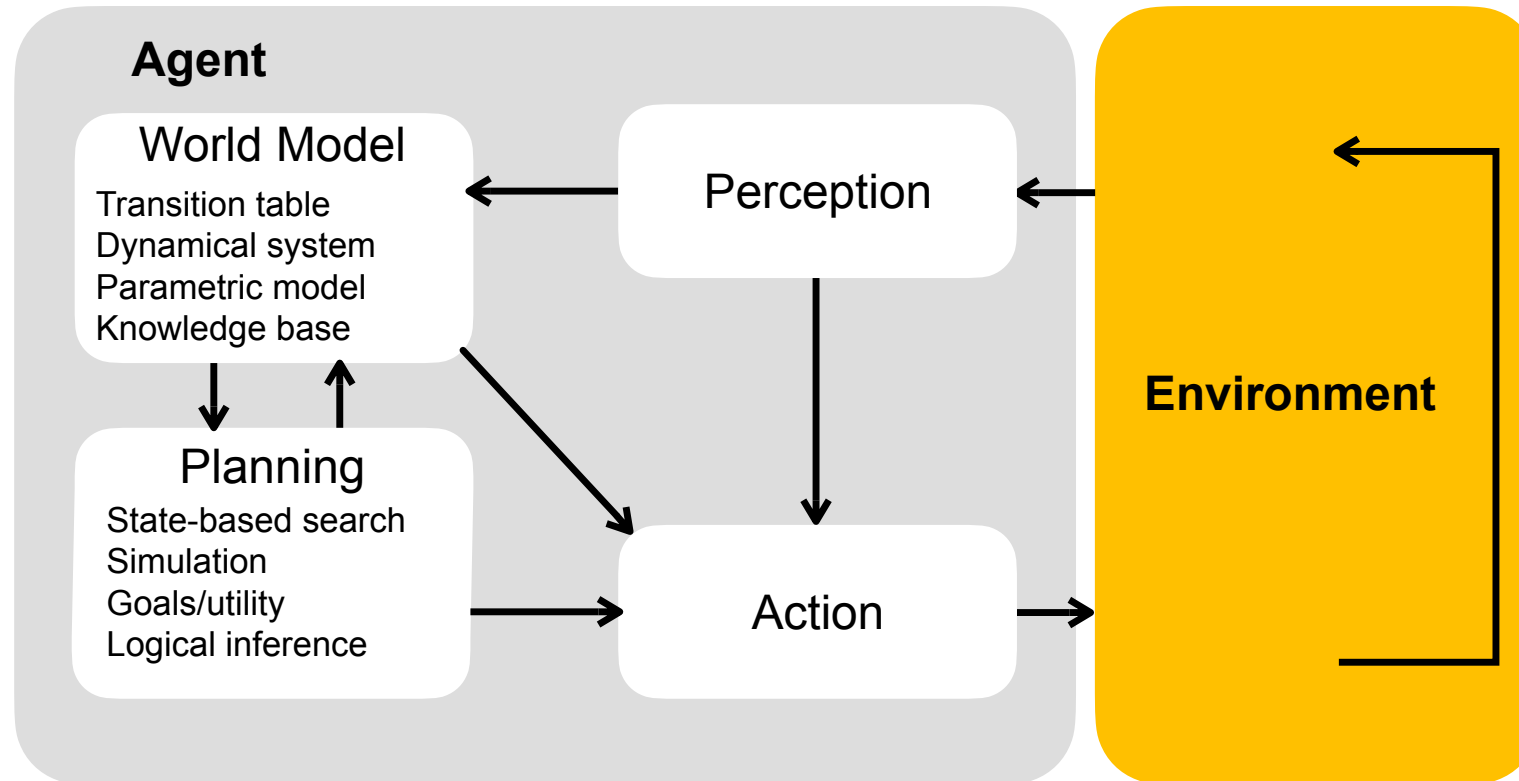 Agent
World Model
Transition table
Dynamical system
Parametric model
Knowledge base
Perception
Planning
State-based search
Simulation
Goals/utility
Logical inference
Action
Environment